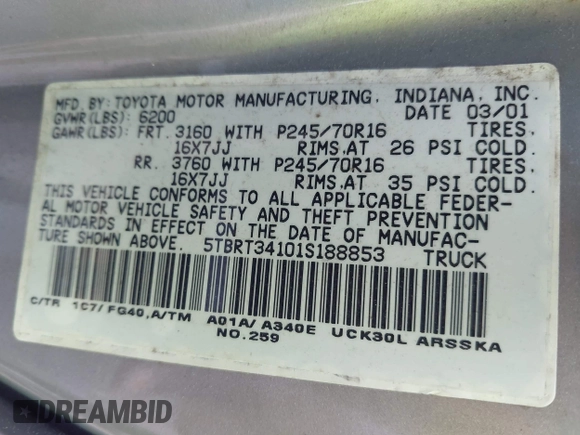 MFD. BY: TOYOTA MOTOR MANUFACTURING, INDIANA, INC.
GVWR(LBS): 6200 DATE 03/01
GAWR(LBS): FRT. 3160 WITH P245/70R16 TIRES,
16X7JJ RIMS,AT 26 PSI COLD.
RR. 3760 WITH P245/70R16 TIRES,
16X7JJ RIMS,AT 35 PSI COLD.
THIS VEHICLE CONFORMS TO ALL APPLICABLE FEDER-
AL MOTOR VEHICLE SAFETY AND THEFT PREVENTION
STANDARDS IN EFFECT ON THE DATE OF MANUFAC-
TURE SHOWN ABOVE. 5TBRT34101S188853 TRUCK
C/TR 1C7/ FG40,A/TM A01A/ A340E UCK30L ARSSKA
NO.259
DREAMBID